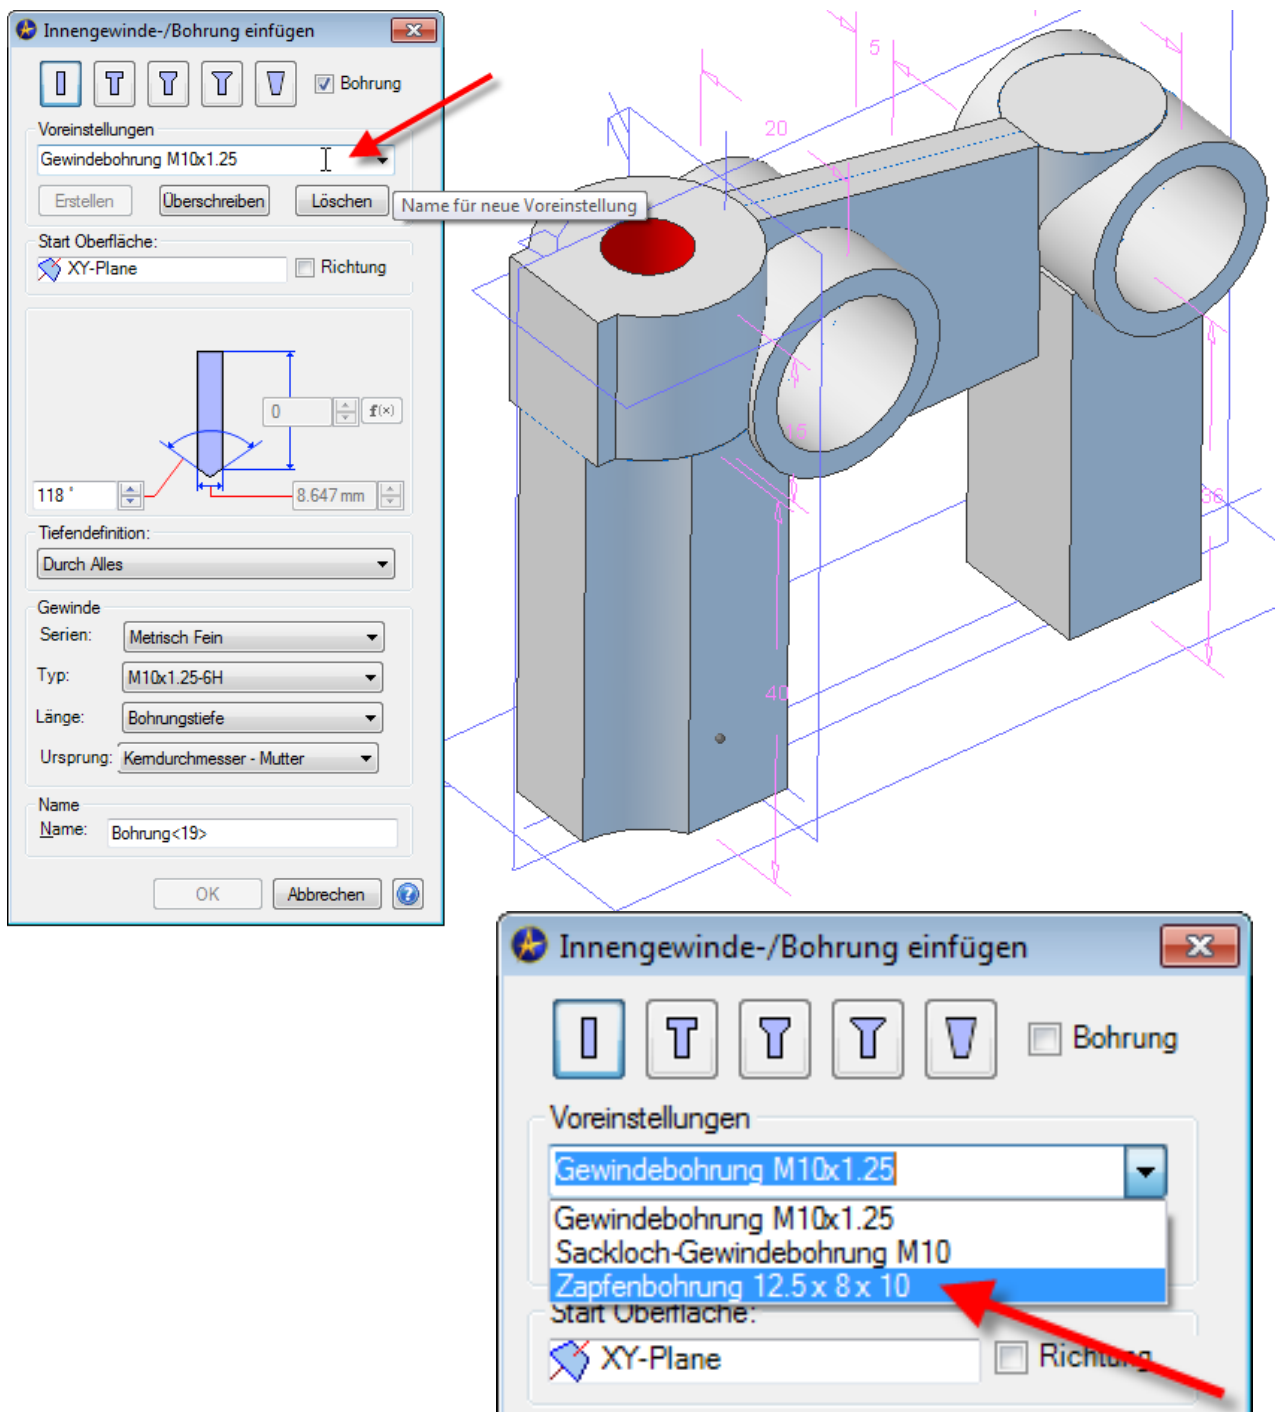 Innengewinde-/Bohrung einfügen
Bohrung
Voreinstellungen
Gewindebohrung M10x1.25
Erstellen Überschreiben Löschen
Name für neue Voreinstellung
Start Oberfläche:
XY-Plane Richtung
0 f(x)
118 ° 8.647 mm
Tiefendefinition:
Durch Alles
Gewinde
Serien: Metrisch Fein
Typ: M10x1.25-6H
Länge: Bohrungstiefe
Ursprung: Kerndurchmesser - Mutter
Name
Name: Bohrung<19>
OK Abbrechen ?
5
20
15
36
40
Innengewinde-/Bohrung einfügen
Bohrung
Voreinstellungen
Gewindebohrung M10x1.25
Gewindebohrung M10x1.25
Sackloch-Gewindebohrung M10
Zapfenbohrung 12.5 x 8 x 10
Start Oberfläche:
XY-Plane Richtung